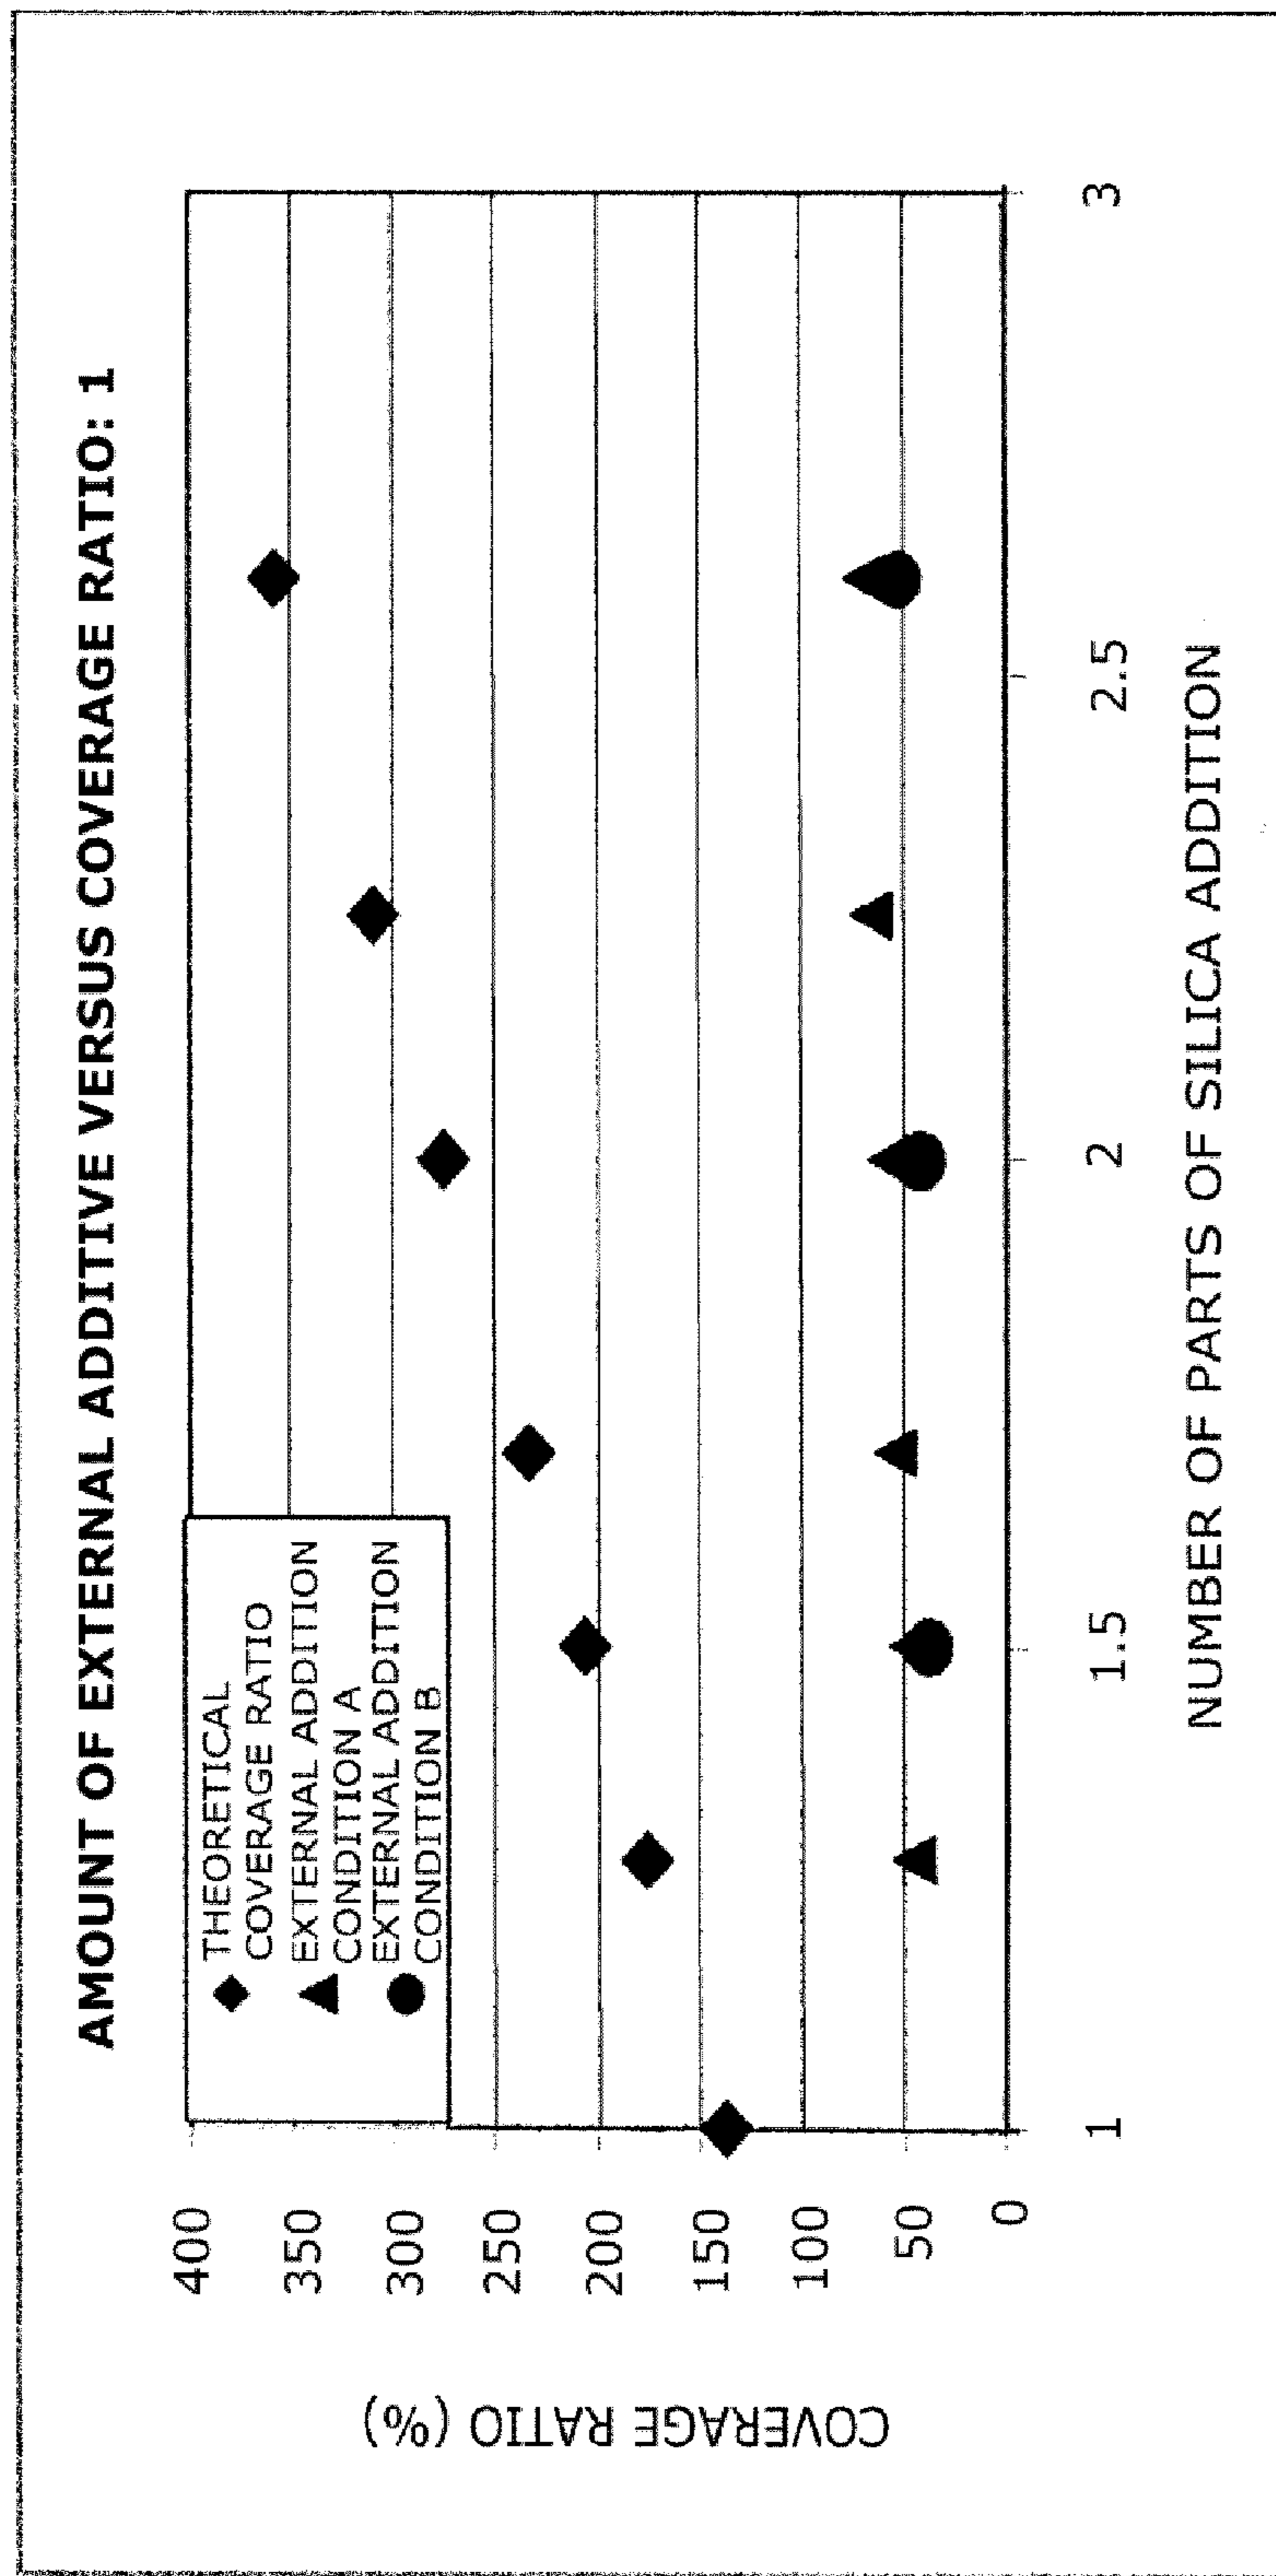 AMOUNT OF EXTERNAL ADDITIVE VERSUS COVERAGE RATIO: 1
THEORETICAL
COVERAGE RATIO
EXTERNAL ADDITION
CONDITION A
EXTERNAL ADDITION
CONDITION B
COVERAGE RATIO (%)
400
350
300
250
200
150
100
50
0
1
1.5
2
2.5
3
NUMBER OF PARTS OF SILICA ADDITION